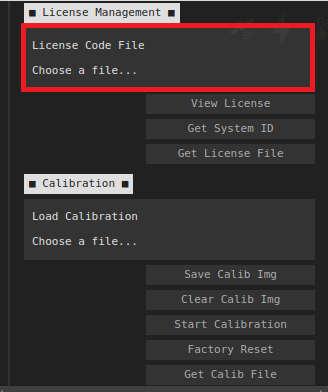 ■ License Management ■
License Code File
Choose a file...
View License
Get System ID
Get License File
■ Calibration ■
Load Calibration
Choose a file...
Save Calib Img
Clear Calib Img
Start Calibration
Factory Reset
Get Calib File